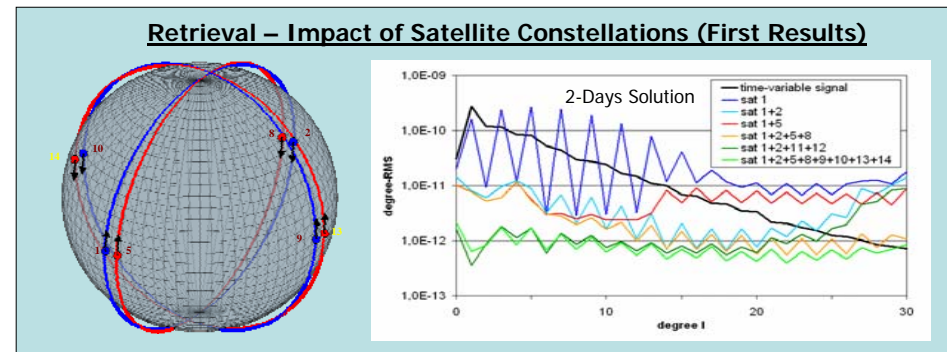 Retrieval – Impact of Satellite Constellations (First Results)
14
10
8
2
1
5
9
13
1.0E-09
1.0E-10
1.0E-11
1.0E-12
1.0E-13
degree-RMS
2-Days Solution
time-variable signal
sat 1
sat 1+2
sat 1+5
sat 1+2+5+8
sat 1+2+11+12
sat 1+2+5+8+9+10+13+14
0
10
20
30
degree l